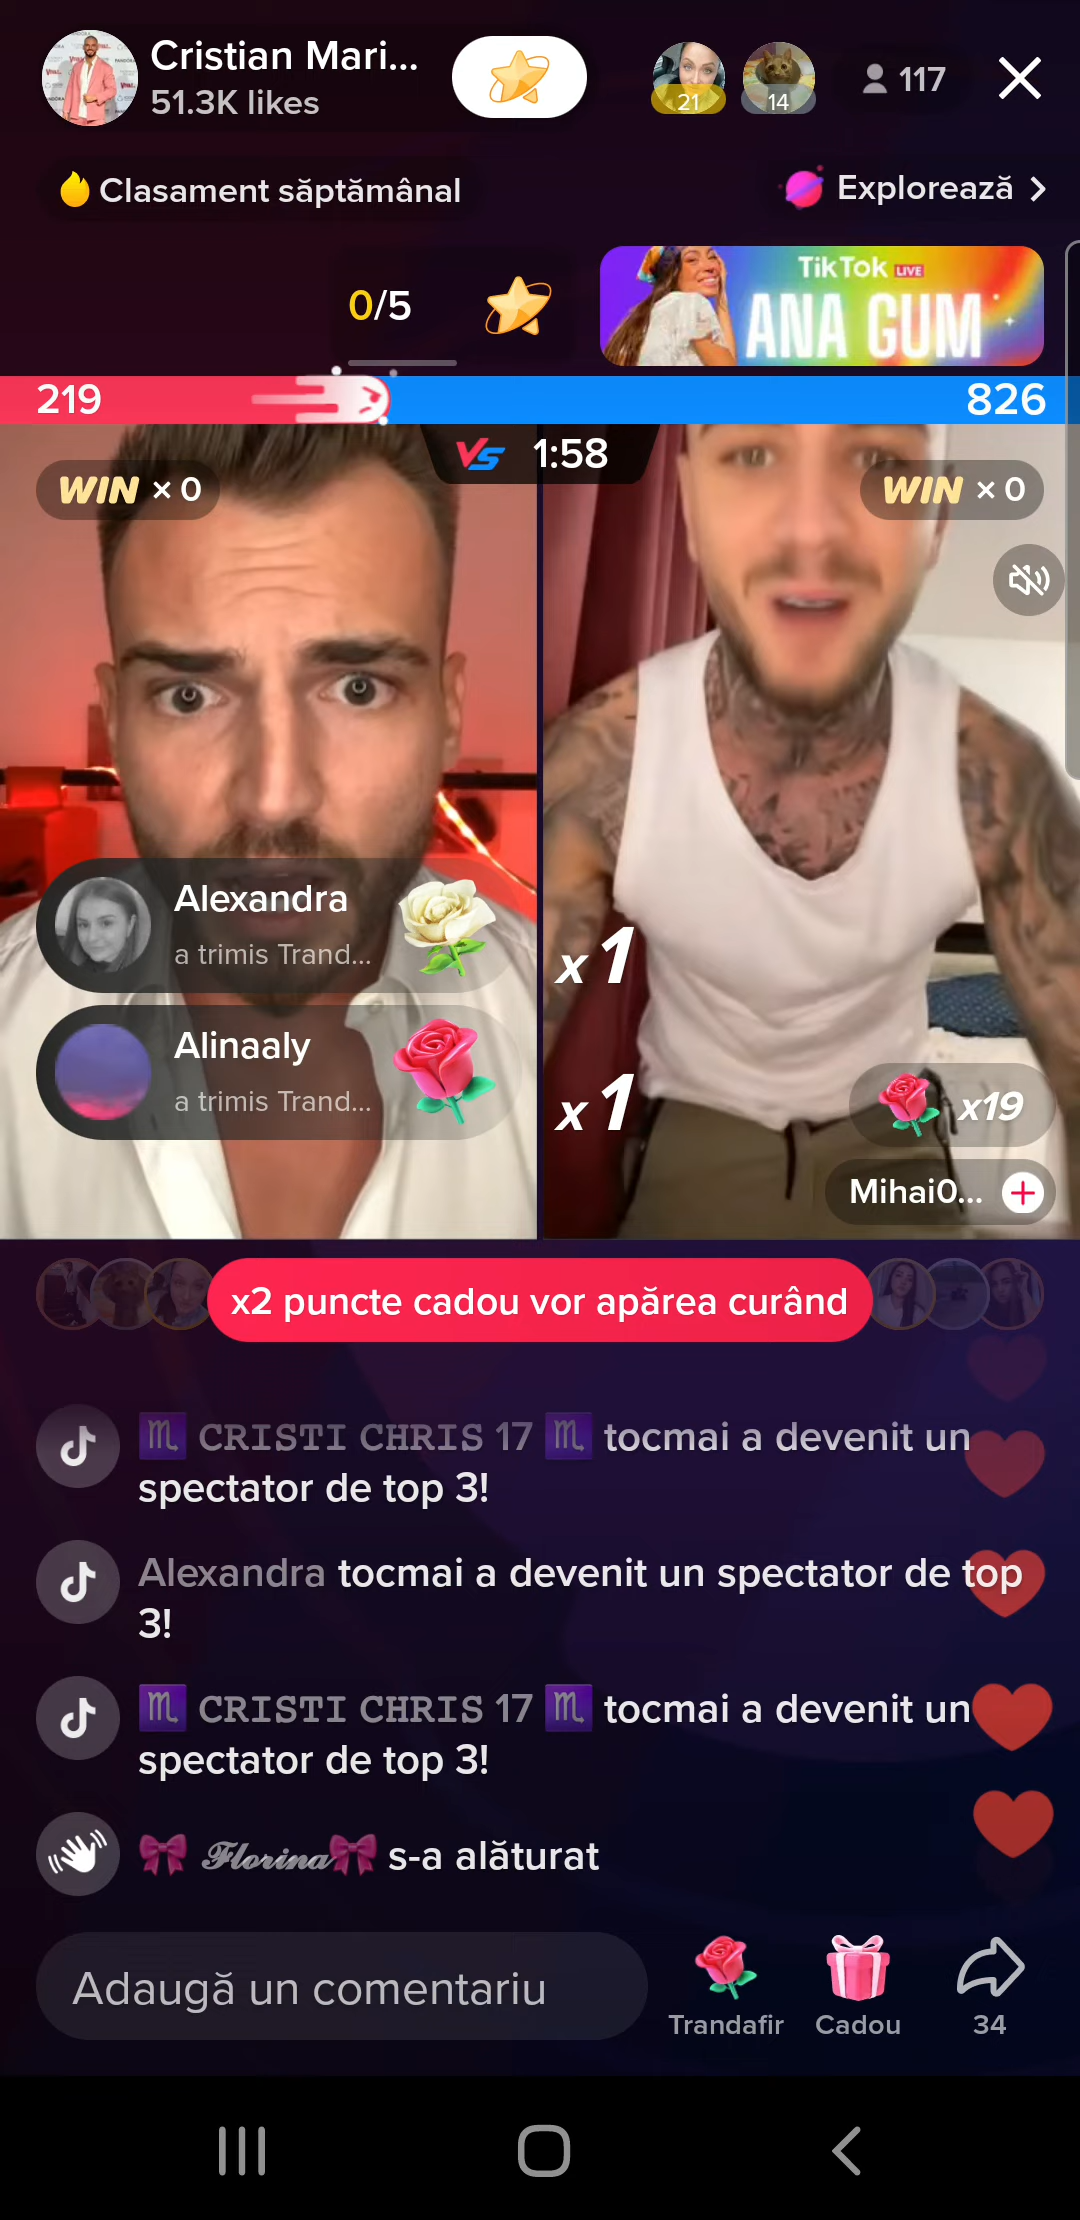 Cristian Mari...
51.3K likes
21
14
117
Clasament săptămânal
Explorează
0/5
TikTok LIVE
ANA GUM
219
826
VS 1:58
WIN × 0
WIN × 0
Alexandra
a trimis Trand...
x1
Alinaaly
a trimis Trand...
x1
x19
Mihai0...
x2 puncte cadou vor apărea curând
♏ CRISTI CHRIS 17 ♏ tocmai a devenit un
spectator de top 3!
Alexandra tocmai a devenit un spectator de top
3!
♏ CRISTI CHRIS 17 ♏ tocmai a devenit un
spectator de top 3!
🎀 𝓕𝓵𝓸𝓻𝓲𝓷𝓪🎀 s-a alăturat
Adaugă un comentariu
Trandafir
Cadou
34